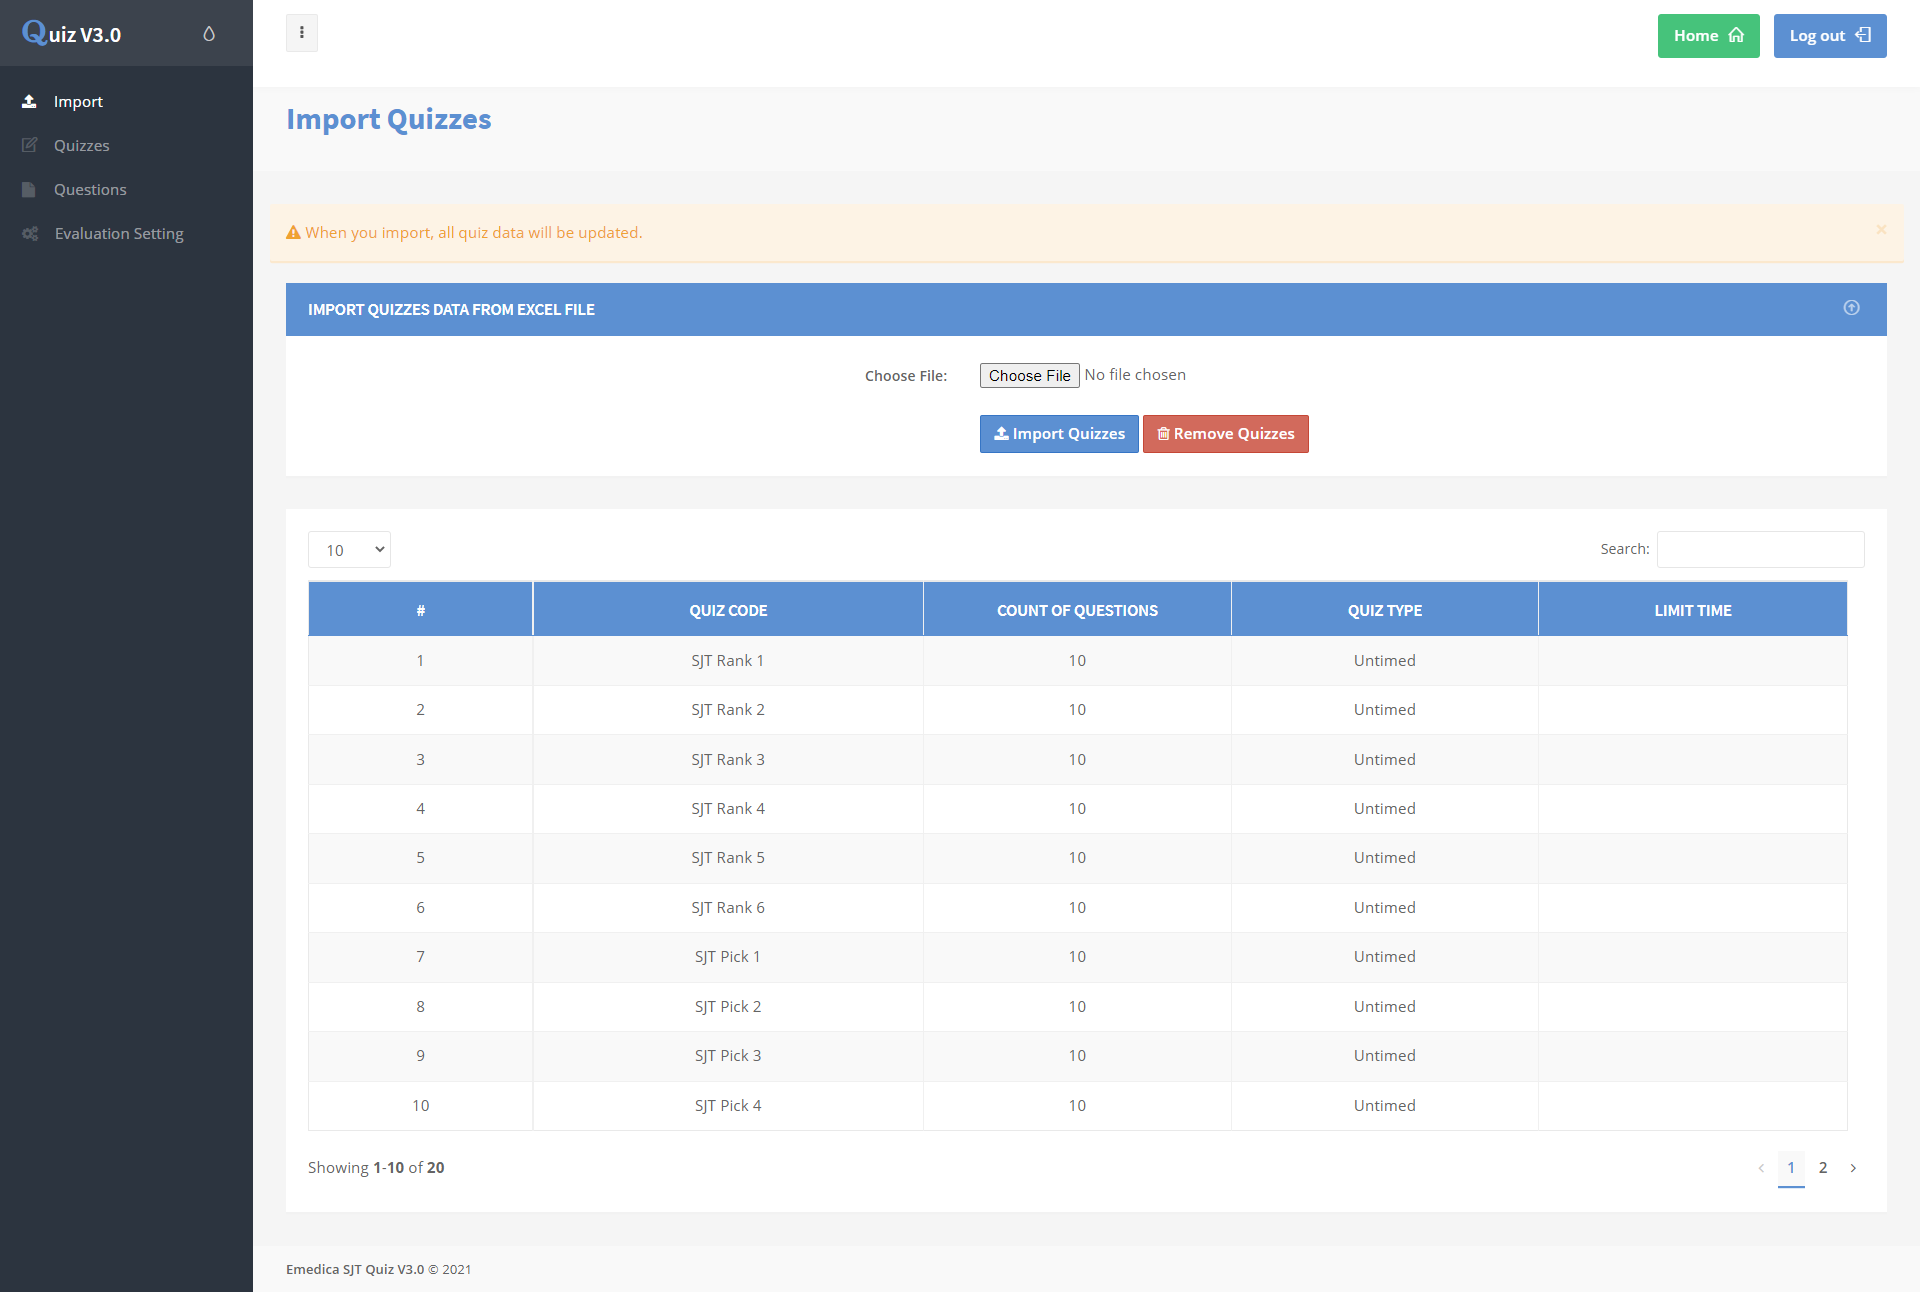 Quiz V3.0
Import
Quizzes
Questions
Evaluation Setting
Home
Log out
Import Quizzes
When you import, all quiz data will be updated.
×
IMPORT QUIZZES DATA FROM EXCEL FILE
Choose File: Choose File No file chosen
Import Quizzes Remove Quizzes
10 Search:
# QUIZ CODE COUNT OF QUESTIONS QUIZ TYPE LIMIT TIME
1 SJT Rank 1 10 Untimed
2 SJT Rank 2 10 Untimed
3 SJT Rank 3 10 Untimed
4 SJT Rank 4 10 Untimed
5 SJT Rank 5 10 Untimed
6 SJT Rank 6 10 Untimed
7 SJT Pick 1 10 Untimed
8 SJT Pick 2 10 Untimed
9 SJT Pick 3 10 Untimed
10 SJT Pick 4 10 Untimed
Showing 1-10 of 20 ‹ 1 2 ›
Emedica SJT Quiz V3.0 © 2021